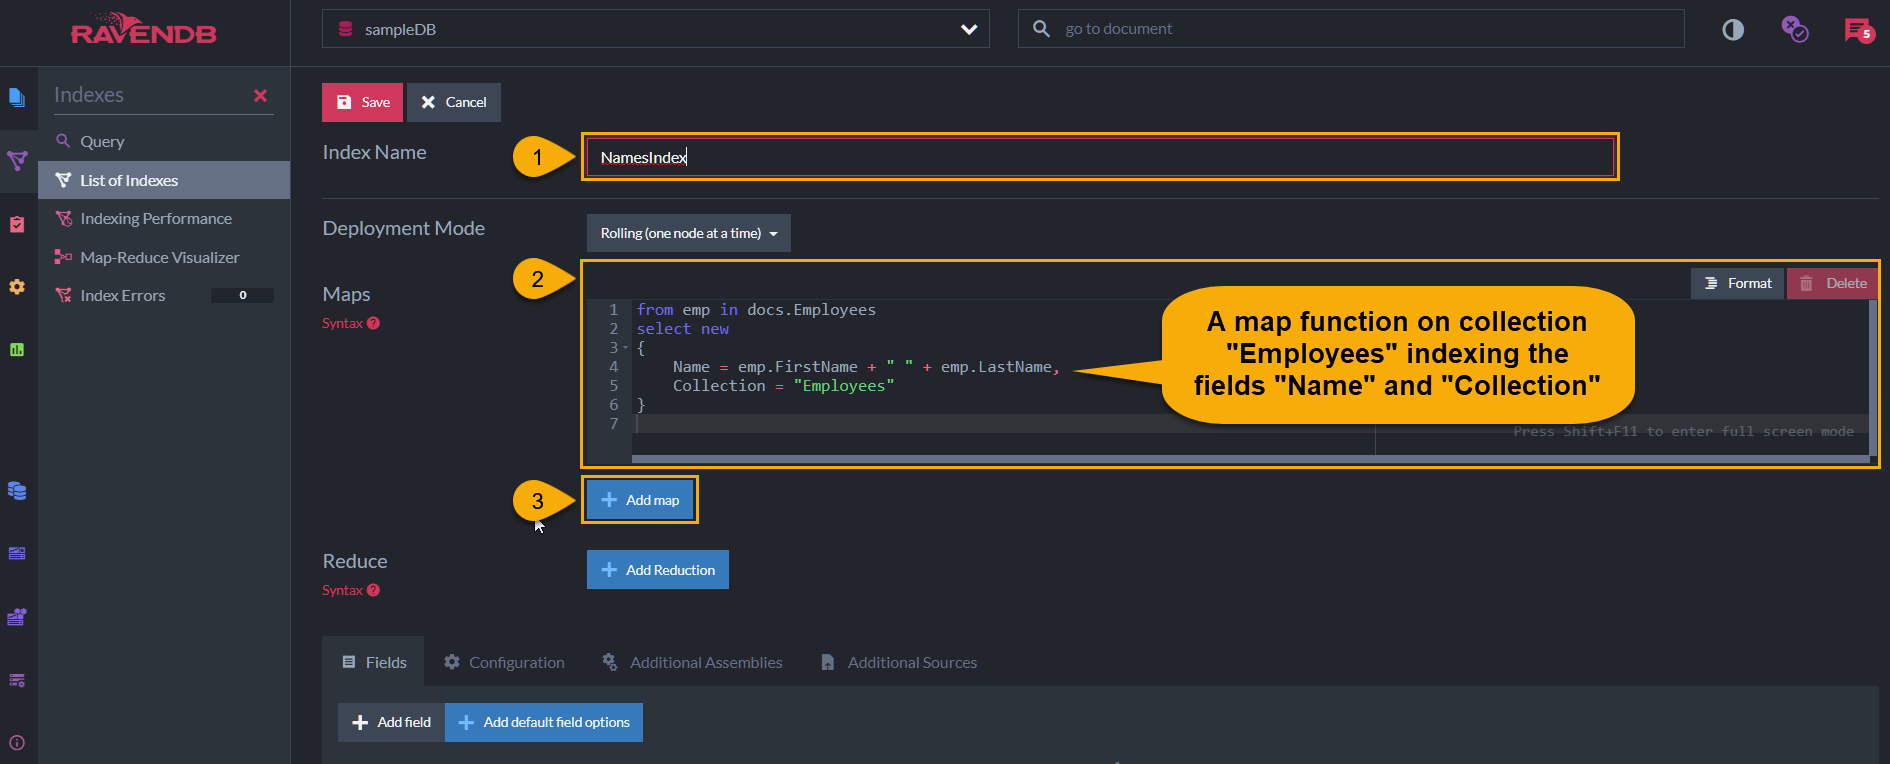 RAVENDB
sampleDB
go to document
5
Indexes
Query
List of Indexes
Indexing Performance
Map-Reduce Visualizer
Index Errors 0
Save
Cancel
Index Name
1
NamesIndex
Deployment Mode
Rolling (one node at a time)
2
Maps
Syntax ?
Format
Delete
1 from emp in docs.Employees
2 select new
3 {
4 Name = emp.FirstName + " " + emp.LastName,
5 Collection = "Employees"
6 }
7
A map function on collection
"Employees" indexing the
fields "Name" and "Collection"
Press Shift+F11 to enter full screen mode
3
Add map
Reduce
Syntax ?
Add Reduction
Fields
Configuration
Additional Assemblies
Additional Sources
Add field
Add default field options